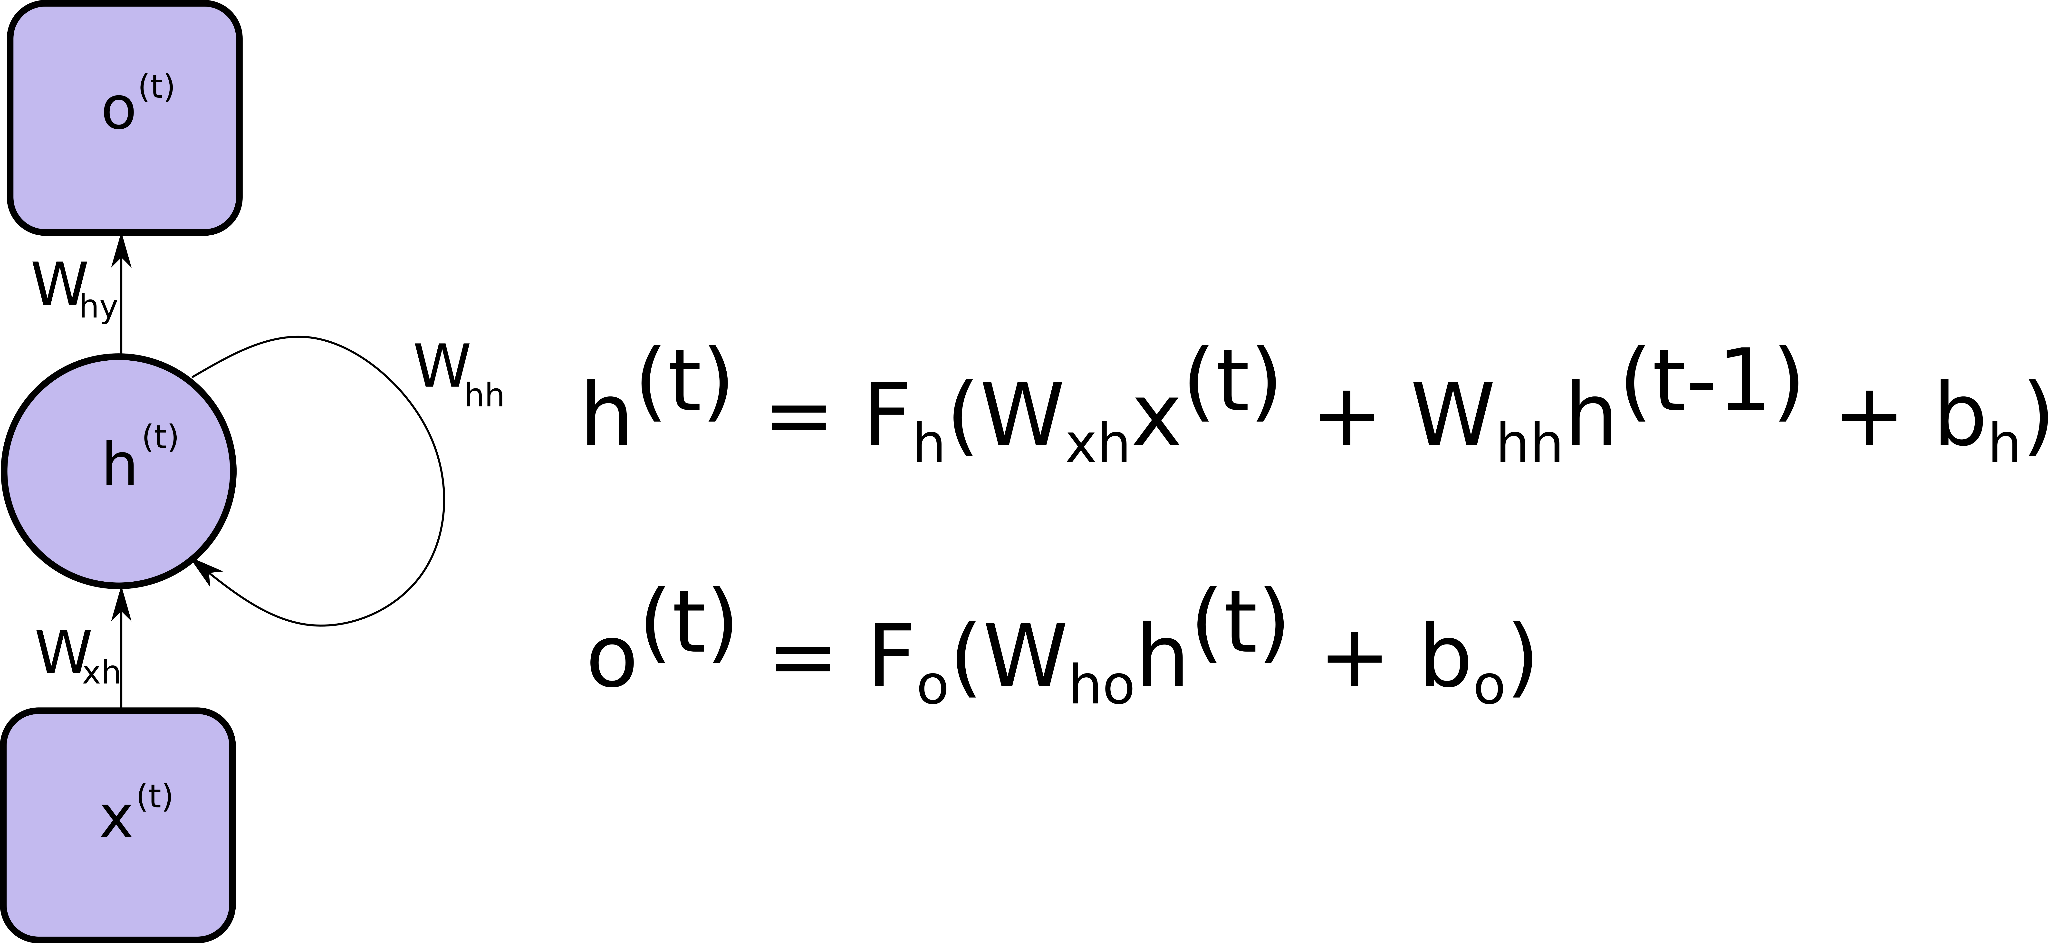 o(t)
Why
Whh
h(t)
Wxh
x(t)
h(t) = Fh(Wxhx(t) + Whhh(t-1) + bh)
o(t) = Fo(Whoh(t) + bo)